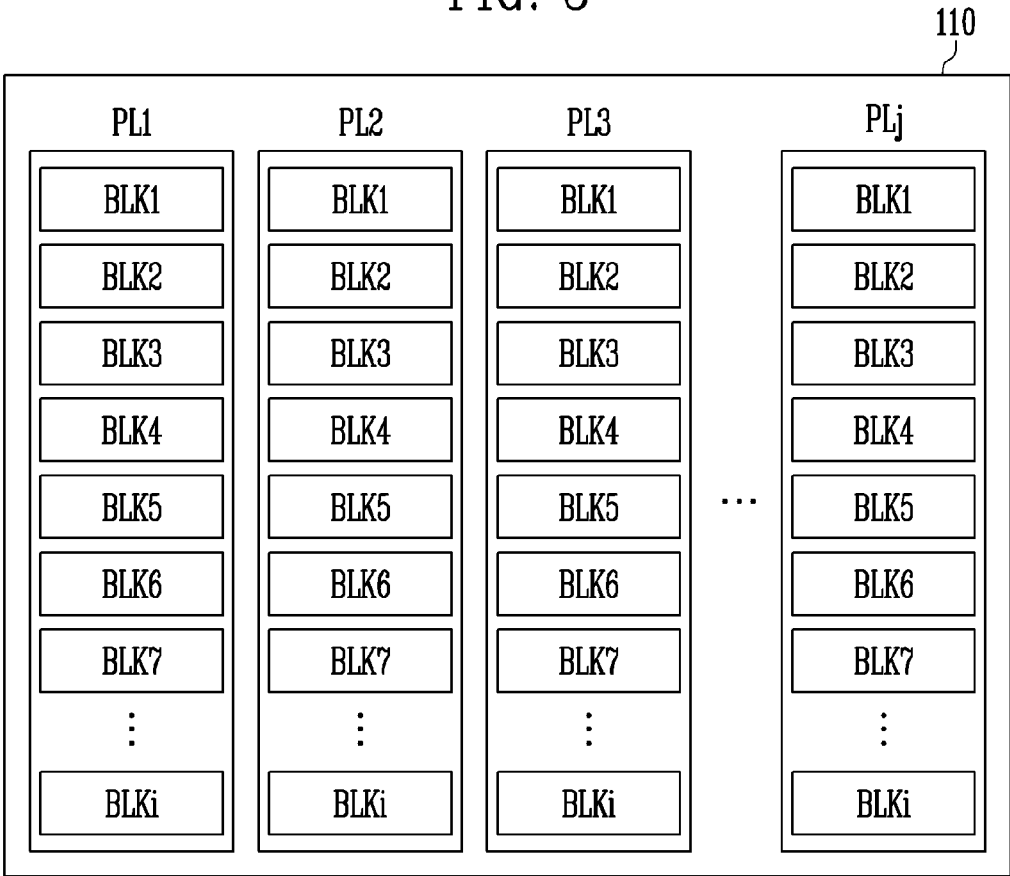 FIG.
110
PL1 PL2 PL3 PLj
BLK1 BLK1 BLK1 BLK1
BLK2 BLK2 BLK2 BLK2
BLK3 BLK3 BLK3 BLK3
BLK4 BLK4 BLK4 BLK4
BLK5 BLK5 BLK5 ... BLK5
BLK6 BLK6 BLK6 BLK6
BLK7 BLK7 BLK7 BLK7
⋮ ⋮ ⋮ ⋮
BLKi BLKi BLKi BLKi